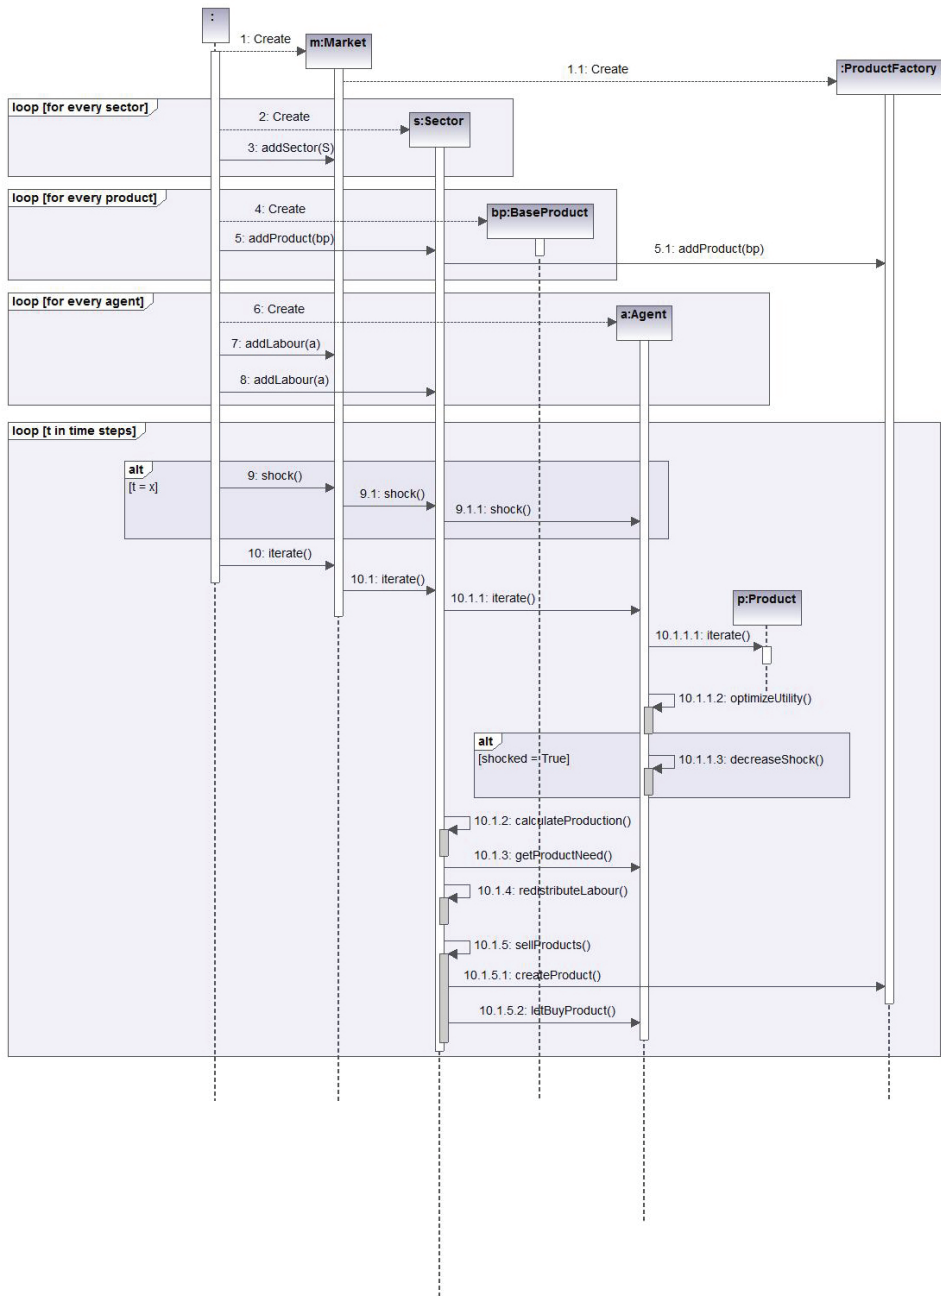 :
1: Create
m:Market
1.1: Create
:ProductFactory
loop [for every sector]
2: Create
s:Sector
3: addSector(S)
loop [for every product]
4: Create
bp:BaseProduct
5: addProduct(bp)
5.1: addProduct(bp)
loop [for every agent]
6: Create
a:Agent
7: addLabour(a)
8: addLabour(a)
loop [t in time steps]
alt
[t = x]
9: shock()
9.1: shock()
9.1.1: shock()
10: iterate()
10.1: iterate()
10.1.1: iterate()
p:Product
10.1.1.1: iterate()
10.1.1.2: optimizeUtility()
alt
[shocked = True]
10.1.1.3: decreaseShock()
10.1.2: calculateProduction()
10.1.3: getProductNeed()
10.1.4: redistributeLabour()
10.1.5: sellProducts()
10.1.5.1: createProduct()
10.1.5.2: letBuyProduct()